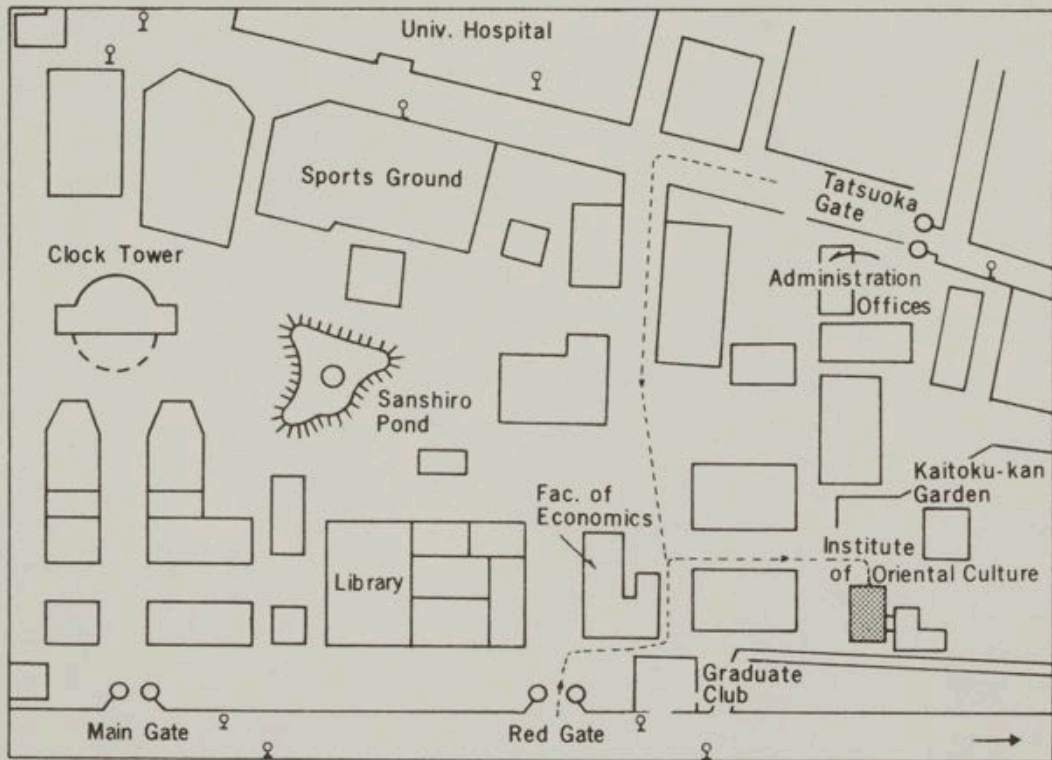 Univ. Hospital
Sports Ground
Tatsuoka
Gate
Clock Tower
Administration
Offices
Sanshiro
Pond
Kaitoku-kan
Garden
Fac. of
Economics
Institute
of Oriental Culture
Library
Graduate
Club
Main Gate
Red Gate